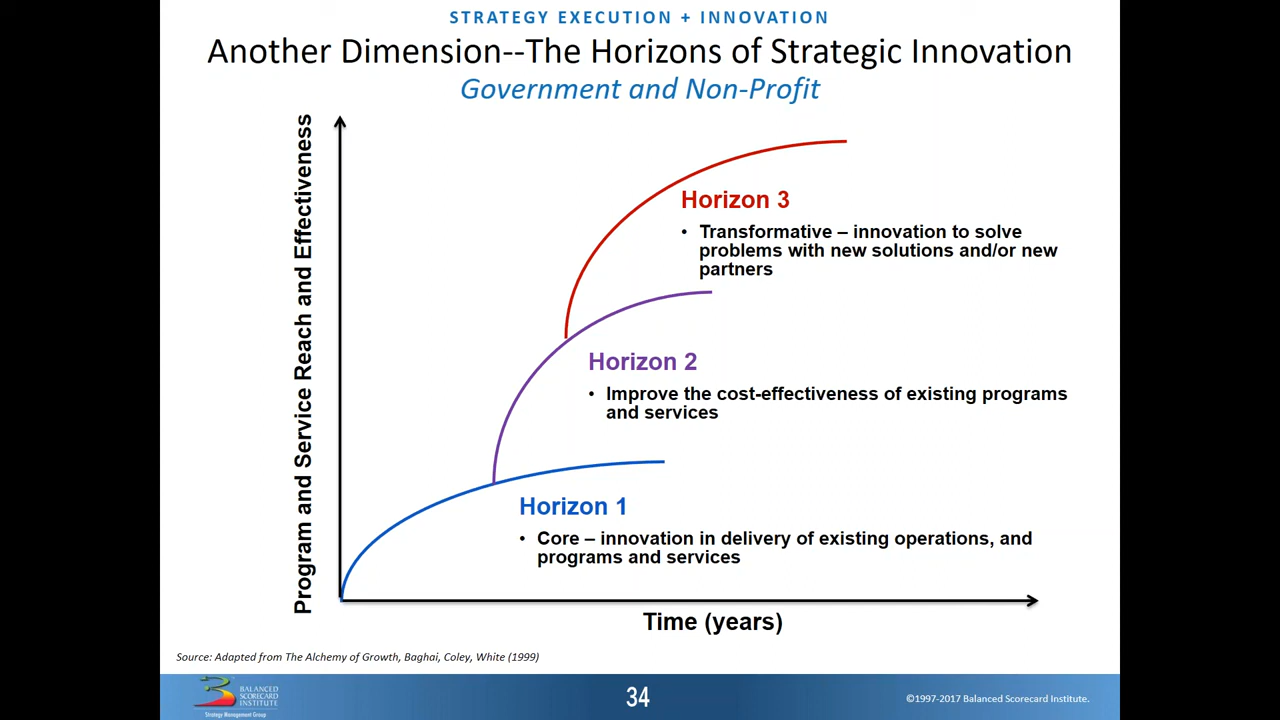 STRATEGY EXECUTION + INNOVATION
Another Dimension--The Horizons of Strategic Innovation
Government and Non-Profit
Program and Service Reach and Effectiveness
Horizon 3
• Transformative – innovation to solve
problems with new solutions and/or new
partners
Horizon 2
• Improve the cost-effectiveness of existing programs
and services
Horizon 1
• Core – innovation in delivery of existing operations, and
programs and services
Time (years)
Source: Adapted from The Alchemy of Growth, Baghai, Coley, White (1999)
BALANCED
SCORECARD
INSTITUTE
Strategy Management Group
34
©1997-2017 Balanced Scorecard Institute.